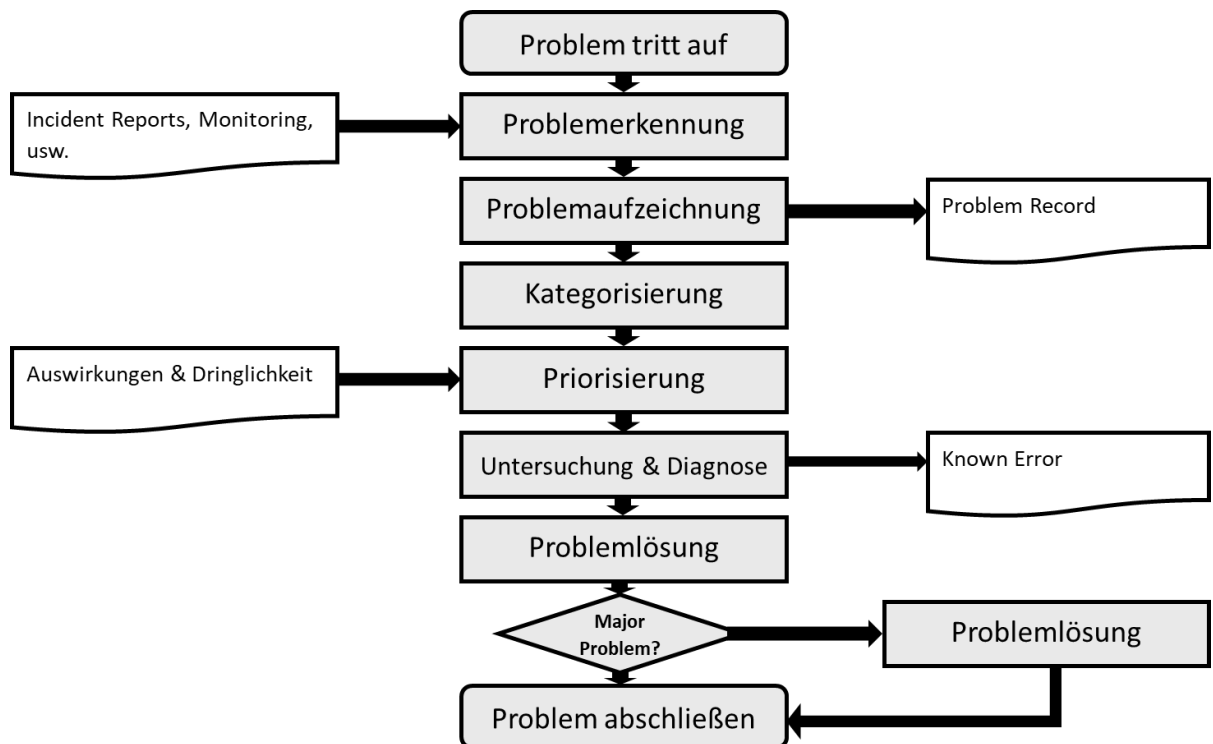 Problem tritt auf
Incident Reports, Monitoring,
usw.
Problemerkennung
Problemaufzeichnung
Problem Record
Kategorisierung
Auswirkungen & Dringlichkeit
Priorisierung
Untersuchung & Diagnose
Known Error
Problemlösung
Major
Problem?
Problemlösung
Problem abschließen